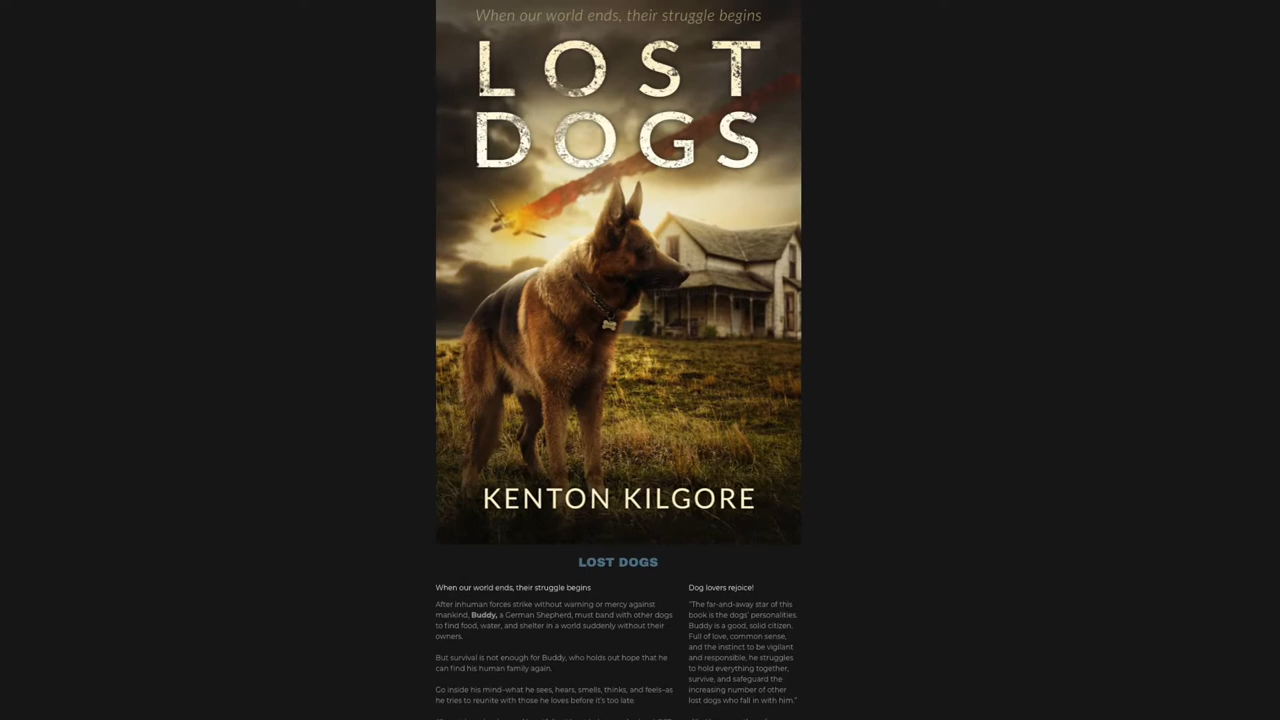 When our world ends, their struggle begins
LOST
DOGS
KENTON KILGORE
LOST DOGS
When our world ends, their struggle begins
After inhuman forces strike without warning or mercy against
mankind, Buddy, a German Shepherd, must band with other dogs
to find food, water, and shelter in a world suddenly without their
owners.
But survival is not enough for Buddy, who holds out hope that he
can find his human family again.
Go inside his mind–what he sees, hears, smells, thinks, and feels–as
he tries to reunite with those he loves before it's too late.
Dog lovers rejoice!
"The far-and-away star of this
book is the dogs' personalities.
Buddy is a good, solid citizen.
Full of love, common sense,
and the instinct to be vigilant
and responsible, he struggles
to hold everything together,
survive, and safeguard the
increasing number of other
lost dogs who fall in with him."